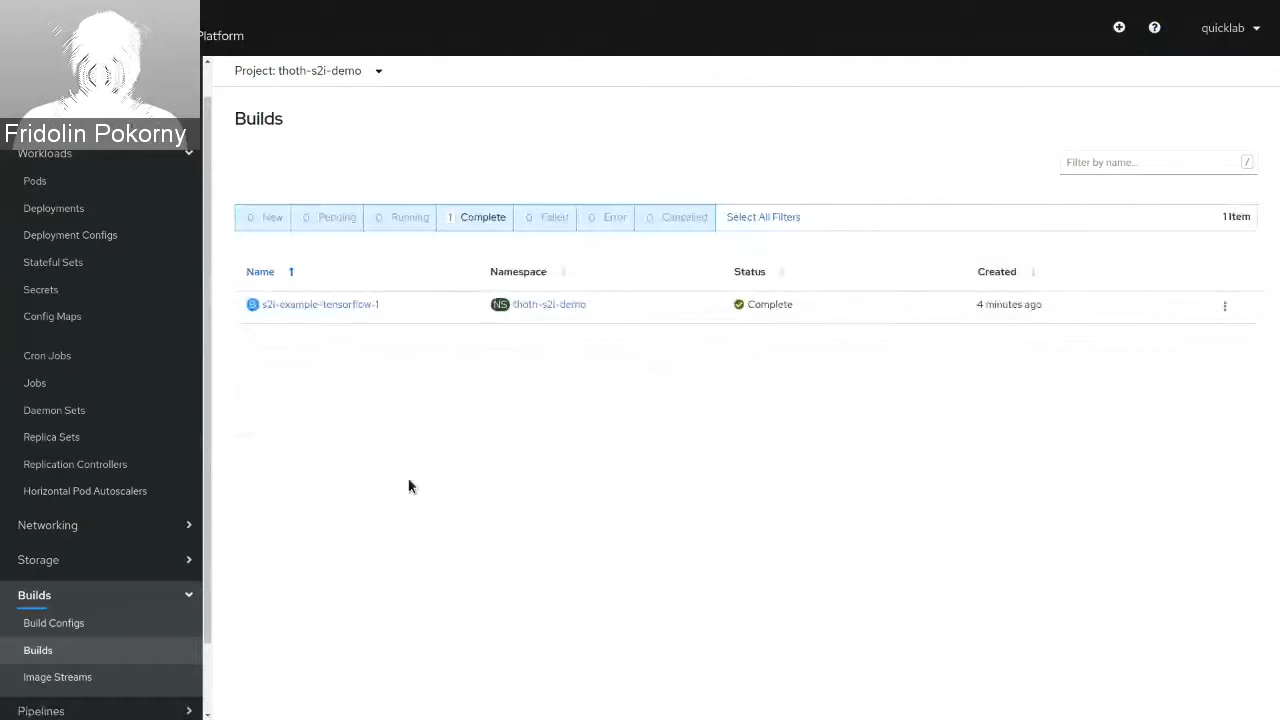 Platform
quicklab
Fridolin Pokorny
Project: thoth-s2i-demo
Builds
Filter by name...
/
0 New 0 Pending 0 Running 1 Complete 0 Failed 0 Error 0 Cancelled Select All Filters 1 Item
Name Namespace Status Created
B s2i-example-tensorflow-1 NS thoth-s2i-demo Complete 4 minutes ago
Workloads
Pods
Deployments
Deployment Configs
Stateful Sets
Secrets
Config Maps
Cron Jobs
Jobs
Daemon Sets
Replica Sets
Replication Controllers
Horizontal Pod Autoscalers
Networking
Storage
Builds
Build Configs
Builds
Image Streams
Pipelines